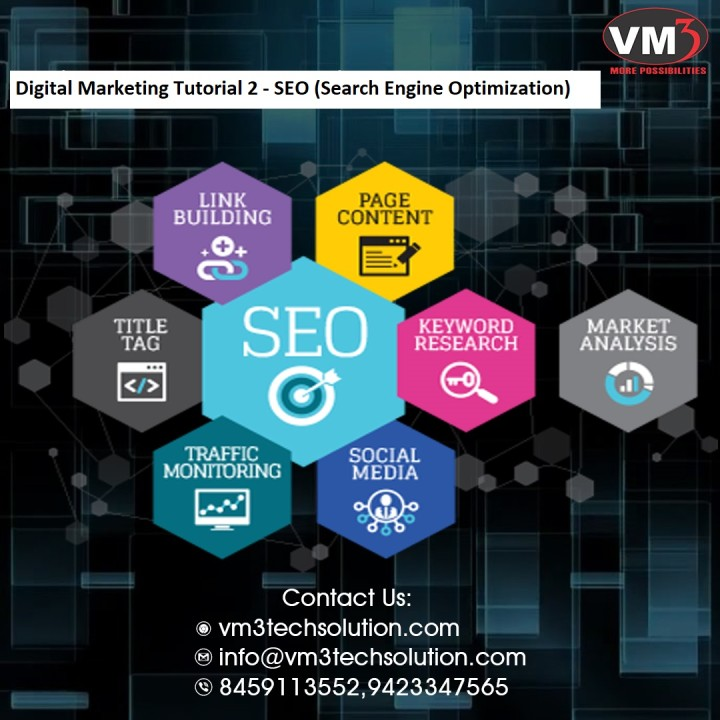 VM3
MORE POSSIBILITIES
Digital Marketing Tutorial 2 - SEO (Search Engine Optimization)
LINK
BUILDING
PAGE
CONTENT
TITLE
TAG
</>
SEO
KEYWORD
RESEARCH
MARKET
ANALYSIS
TRAFFIC
MONITORING
SOCIAL
MEDIA
Contact Us:
vm3techsolution.com
info@vm3techsolution.com
8459113552,9423347565